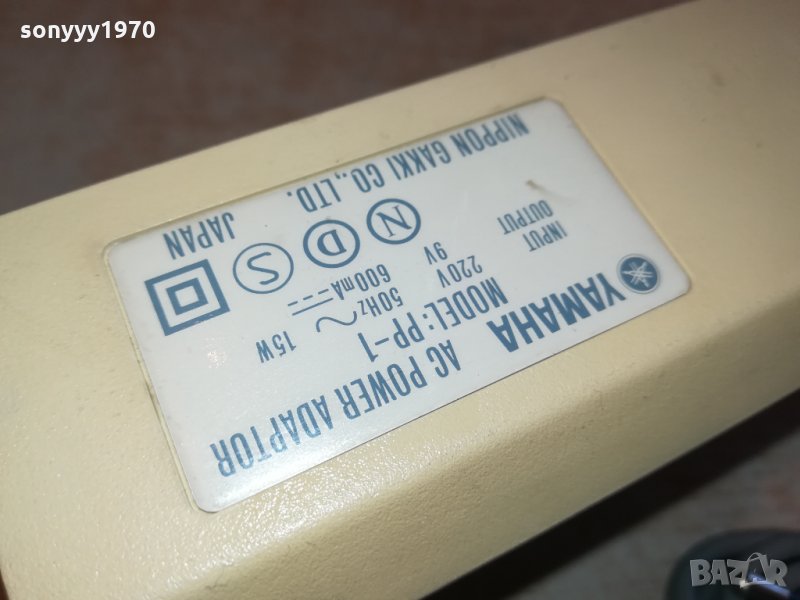 sonyyy1970
YAMAHA AC POWER ADAPTOR
MODEL: PP-1
INPUT 220V 50Hz 15W
OUTPUT 9V 600mA
N D S
NIPPON GAKKI CO., LTD. JAPAN
BAZAR